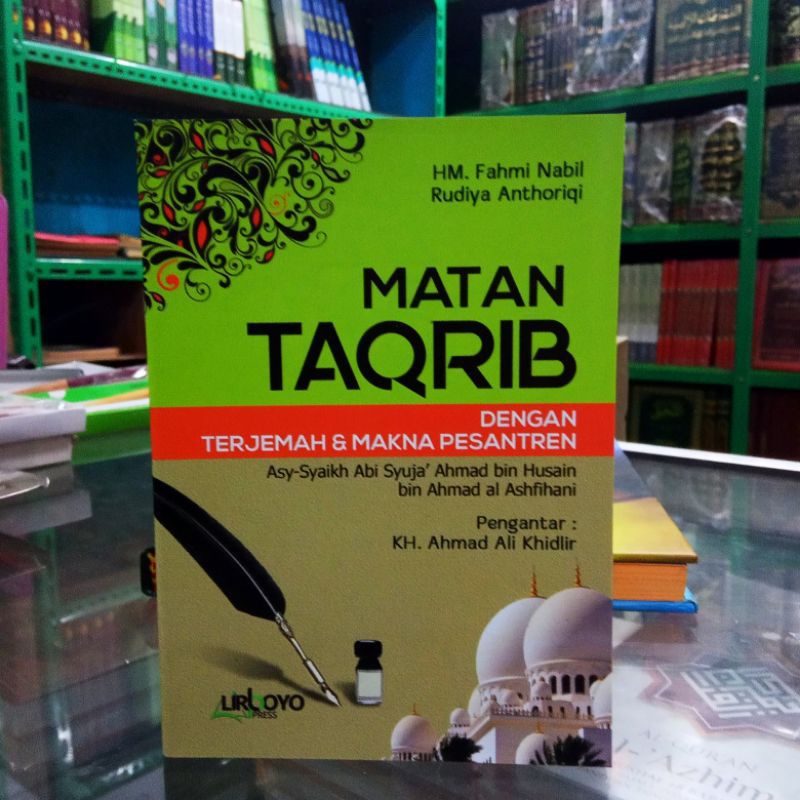 HM. Fahmi Nabil
Rudiya Anthoriqi
MATAN
TAQRIB
DENGAN
TERJEMAH & MAKNA PESANTREN
Asy-Syaikh Abi Syuja' Ahmad bin Husain
bin Ahmad al Ashfihani
Pengantar :
KH. Ahmad Ali Khidlir
LIRBOYO
PRESS